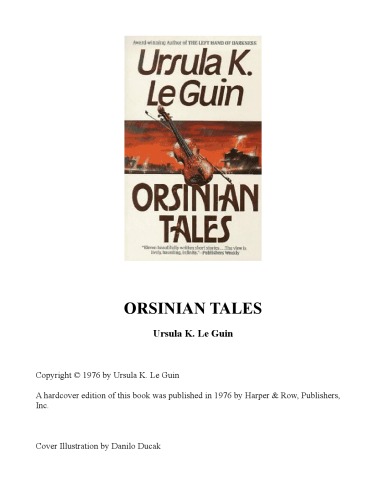 Award-winning Author of THE LEFT HAND OF DARKNESS
Ursula K.
Le Guin
ORSINIAN
TALES
"Eleven beautifully written short stories ... The view is
lively, haunting, infinite." -Publishers Weekly
ORSINIAN TALES
Ursula K. Le Guin
Copyright © 1976 by Ursula K. Le Guin
A hardcover edition of this book was published in 1976 by Harper & Row, Publishers,
Inc.
Cover Illustration by Danilo Ducak